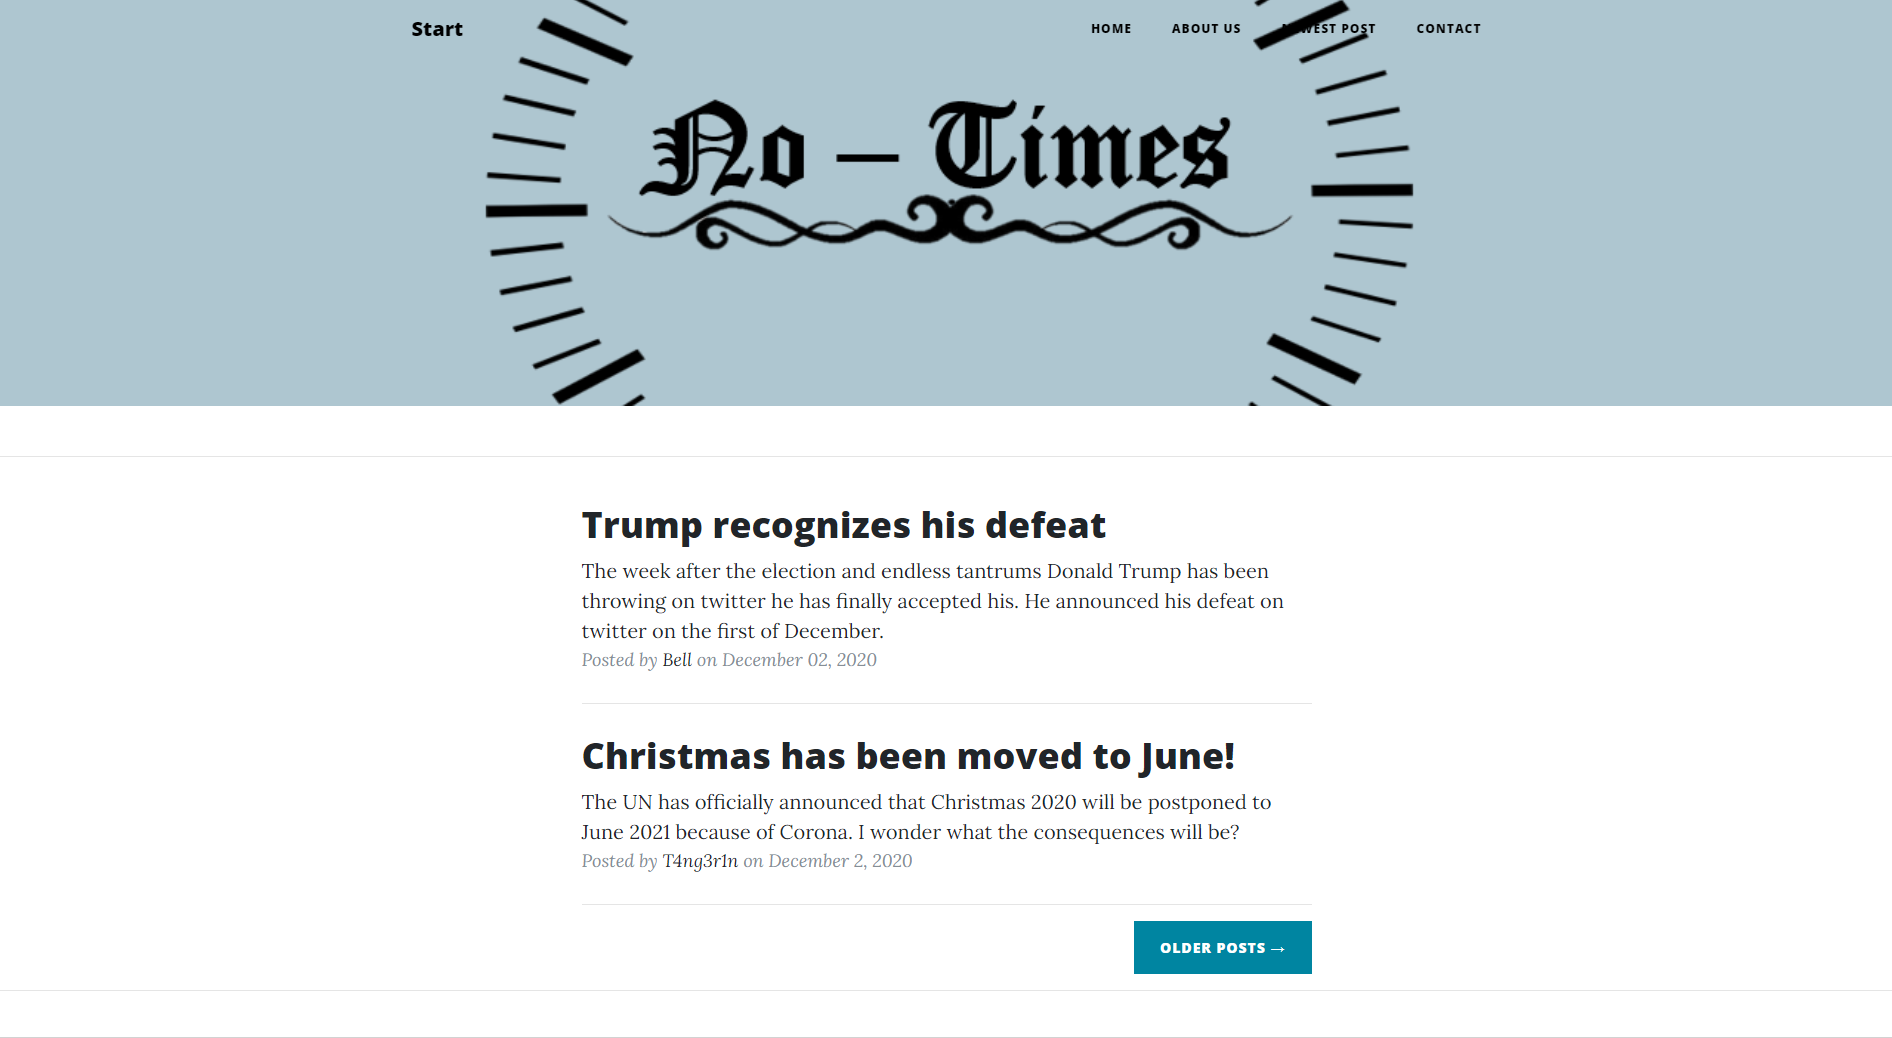 Start
HOME
ABOUT US
NEWEST POST
CONTACT
No – Times
Trump recognizes his defeat
The week after the election and endless tantrums Donald Trump has been
throwing on twitter he has finally accepted his. He announced his defeat on
twitter on the first of December.
Posted by Bell on December 02, 2020
Christmas has been moved to June!
The UN has officially announced that Christmas 2020 will be postponed to
June 2021 because of Corona. I wonder what the consequences will be?
Posted by T4ng3r1n on December 2, 2020
OLDER POSTS →